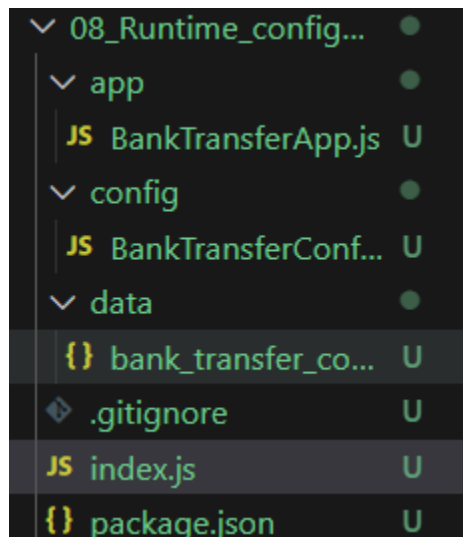 08_Runtime_config...
app
JS BankTransferApp.js U
config
JS BankTransferConf... U
data
{} bank_transfer_co... U
.gitignore U
JS index.js U
{} package.json U